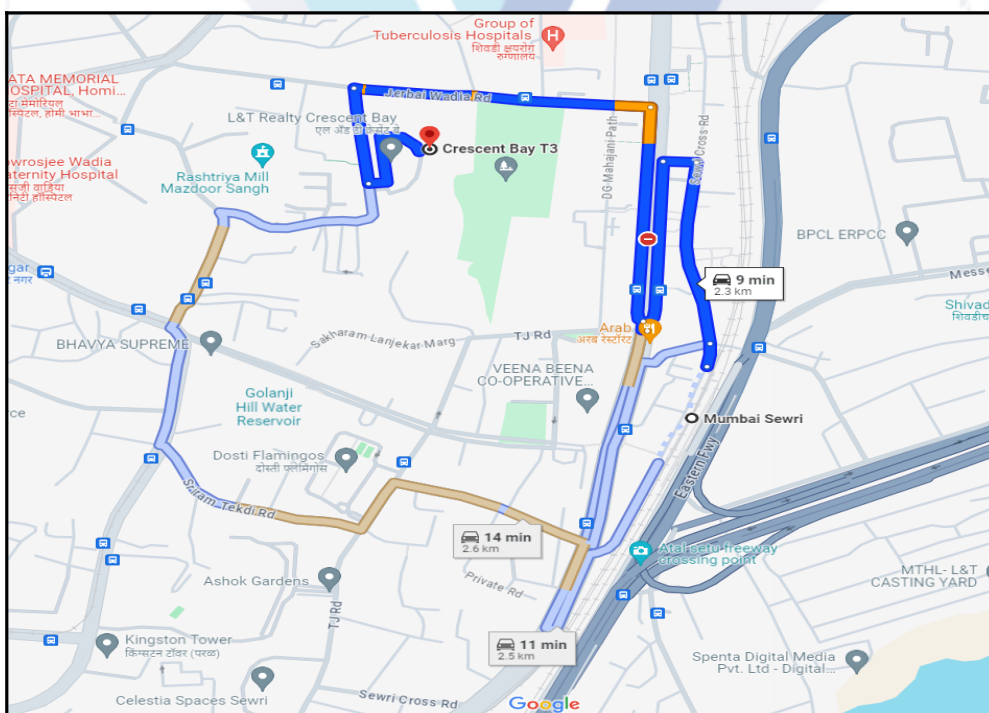 Group of
Tuberculosis Hospitals
शिवडी क्षयरोग
रुग्णालय
ATA MEMORIAL
OSPITAL, Homi...
टा मेमोरियल
स्पिटल, होमी भाभा...
Jerbai Wadia Rd
L&T Realty Crescent Bay
एल अँड टी क्रेसेंट बे
Crescent Bay T3
DG Mahajani Path
Sewri Cross Rd
owrosjee Wadia
aternity Hospital
Rashtriya Mill
Mazdoor Sangh
BPCL ERPCC
Messe
9 min
2.3 km
Shivad
शिवडीच
gar
नगर
Arab
अरब रेस्टॉरंट
TJ Rd
Sakharam Lanjekar Marg
BHAVYA SUPREME
VEENA BEENA
CO-OPERATIVE...
Golanji
Hill Water
Reservoir
rce
Mumbai Sewri
Eastern Fwy
Dosti Flamingos
दोस्ती फ्लेमिंगोस
Sriram Tekdi Rd
14 min
2.6 km
Atal setu freeway
crossing point
MTHL- L&T
CASTING YARD
Ashok Gardens
Private Rd
TJ Rd
11 min
2.5 km
Kingston Tower
किंग्सटन टॉवर (परळ)
Spenta Digital Media
Pvt. Ltd - Digital...
Celestia Spaces Sewri
Sewri Cross Rd
Google